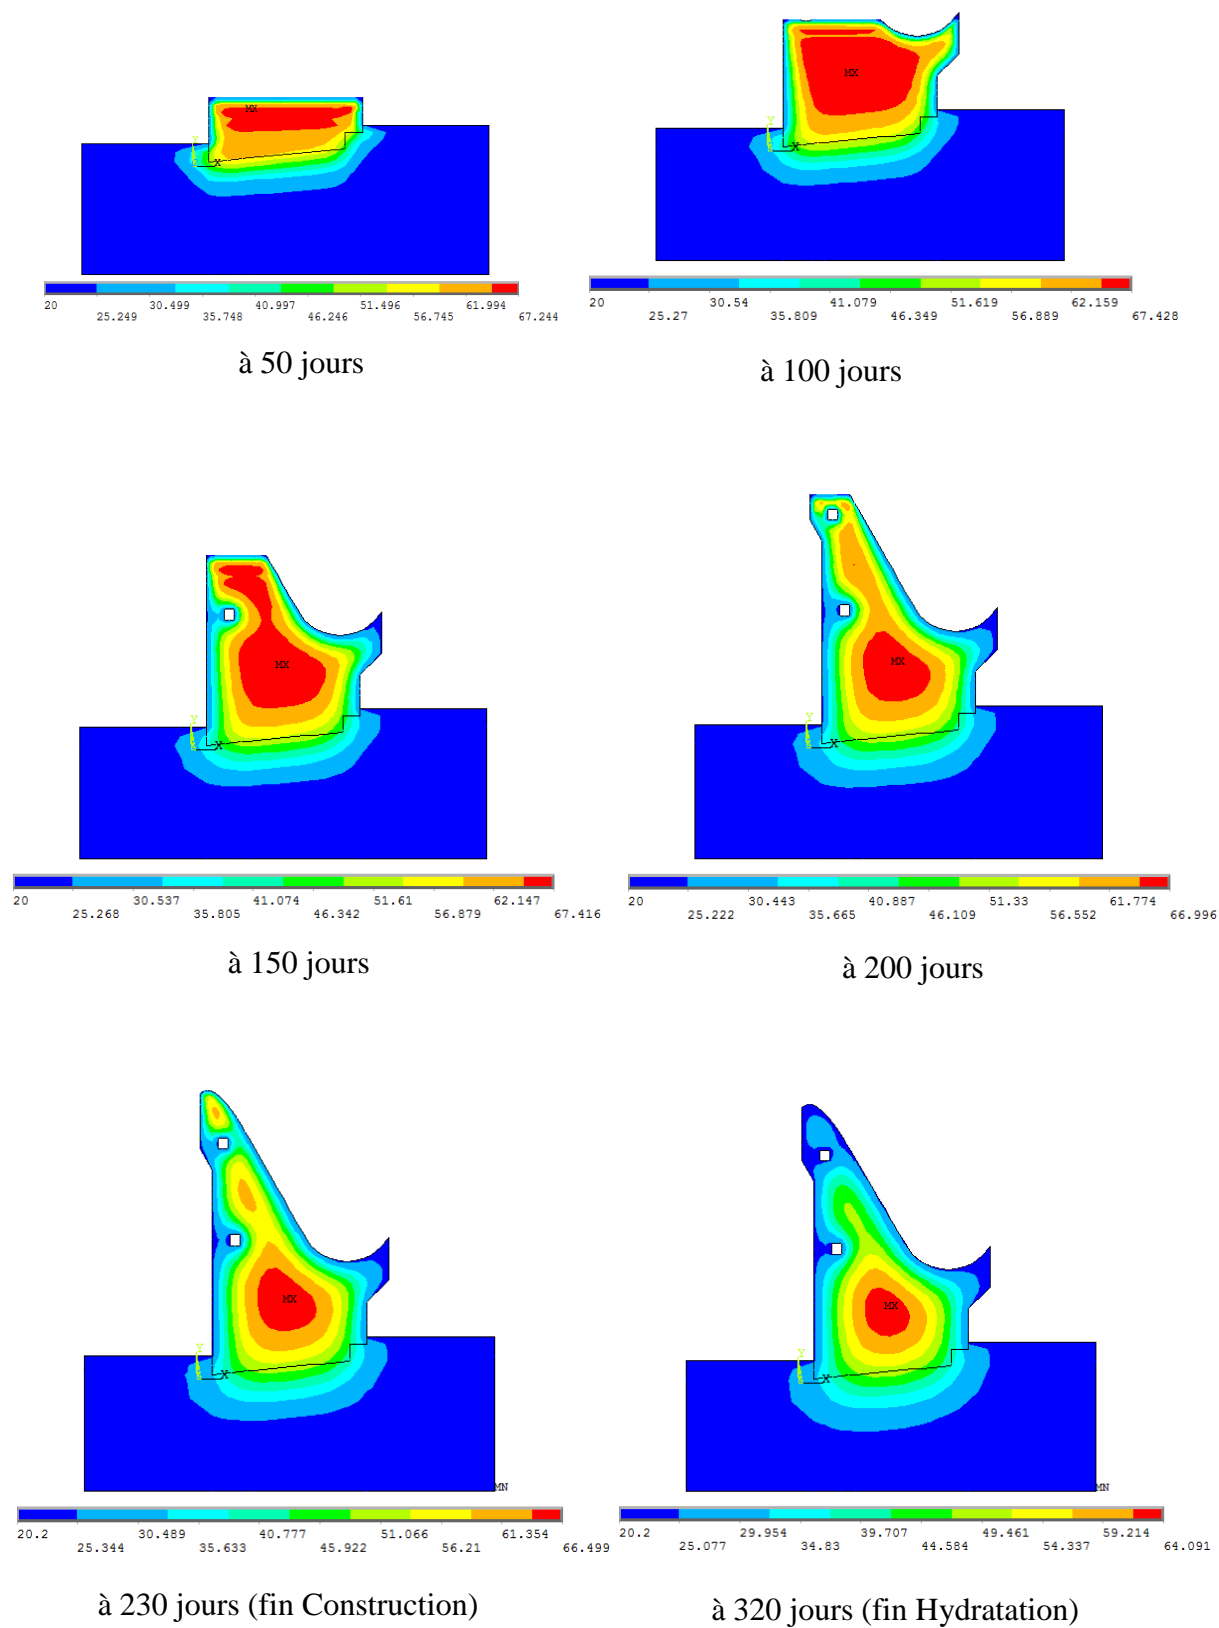 MX
Y
X
20 30.499 40.997 51.496 61.994
25.249 35.748 46.246 56.745 67.244
à 50 jours
MX
Y
X
20 30.54 41.079 51.619 62.159
25.27 35.809 46.349 56.889 67.428
à 100 jours
MX
Y
X
20 30.537 41.074 51.61 62.147
25.268 35.805 46.342 56.879 67.416
à 150 jours
MX
Y
X
20 30.443 40.887 51.33 61.774
25.222 35.665 46.109 56.552 66.996
à 200 jours
MX
Y
X
MN
20.2 30.489 40.777 51.066 61.354
25.344 35.633 45.922 56.21 66.499
à 230 jours (fin Construction)
MX
Y
X
MN
20.2 29.954 39.707 49.461 59.214
25.077 34.83 44.584 54.337 64.091
à 320 jours (fin Hydratation)